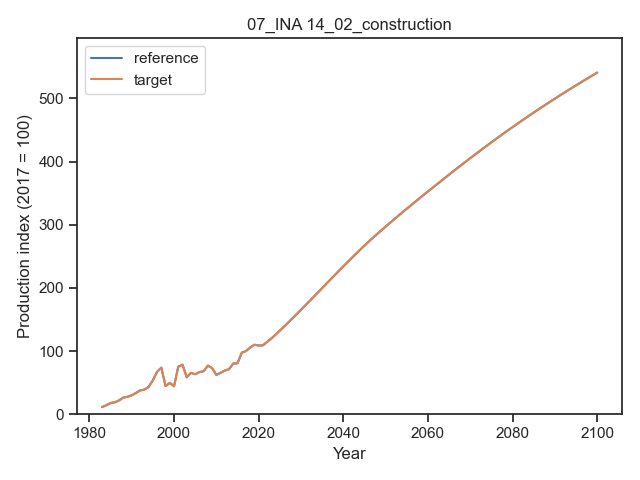 07_INA 14_02_construction
reference
target
Production index (2017 = 100)
500
400
300
200
100
0
1980
2000
2020
2040
2060
2080
2100
Year